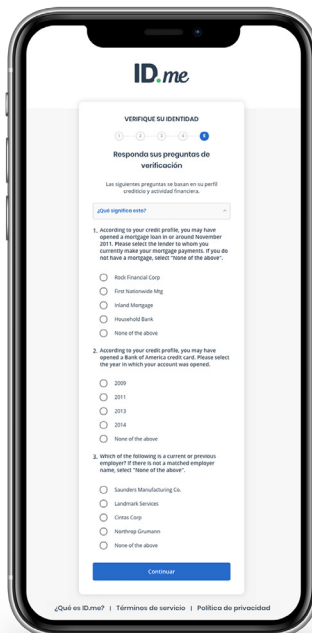 ID.me
VERIFIQUE SU IDENTIDAD
1 2 3 4 5
Responda sus preguntas de
verificación
Las siguientes preguntas se basan en su perfil
crediticio y actividad financiera.
¿Qué significa esto?
1. According to your credit profile, you may have
opened a mortgage loan in or around November
2011. Please select the lender to whom you
currently make your mortgage payments. If you do
not have a mortgage, select "None of the above".
Rock Financial Corp
First Nationwide Mtg
Inland Mortgage
Household Bank
None of the above
2. According to your credit profile, you may have
opened a Bank of America credit card. Please select
the year in which your account was opened.
2009
2011
2013
2014
None of the above
3. Which of the following is a current or previous
employer? If there is not a matched employer
name, select "None of the above".
Saunders Manufacturing Co.
Landmark Services
Cintas Corp
Northrop Grumann
None of the above
Continuar
¿Qué es ID.me? | Términos de servicio | Política de privacidad